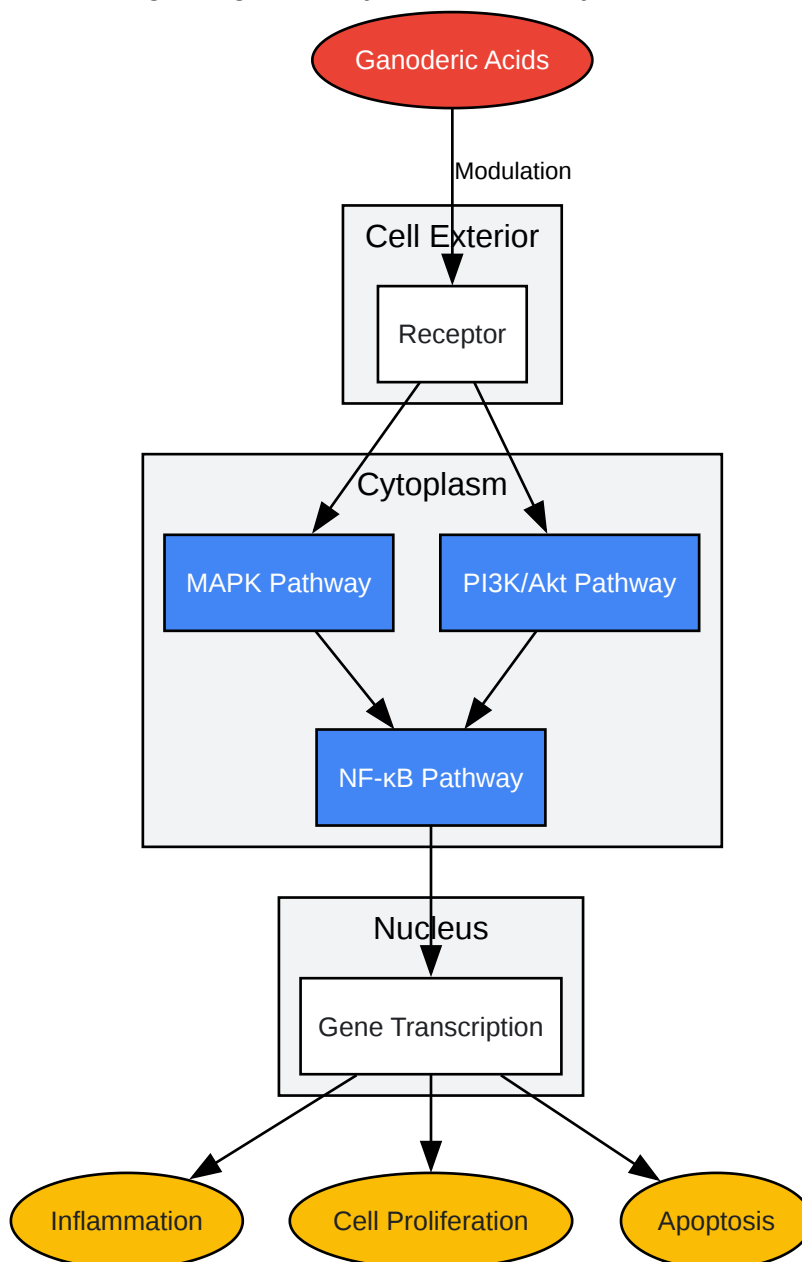 Ganoderic Acids
Modulation
Cell Exterior
Receptor
Cytoplasm
MAPK Pathway
PI3K/Akt Pathway
NF-κB Pathway
Nucleus
Gene Transcription
Inflammation
Cell Proliferation
Apoptosis